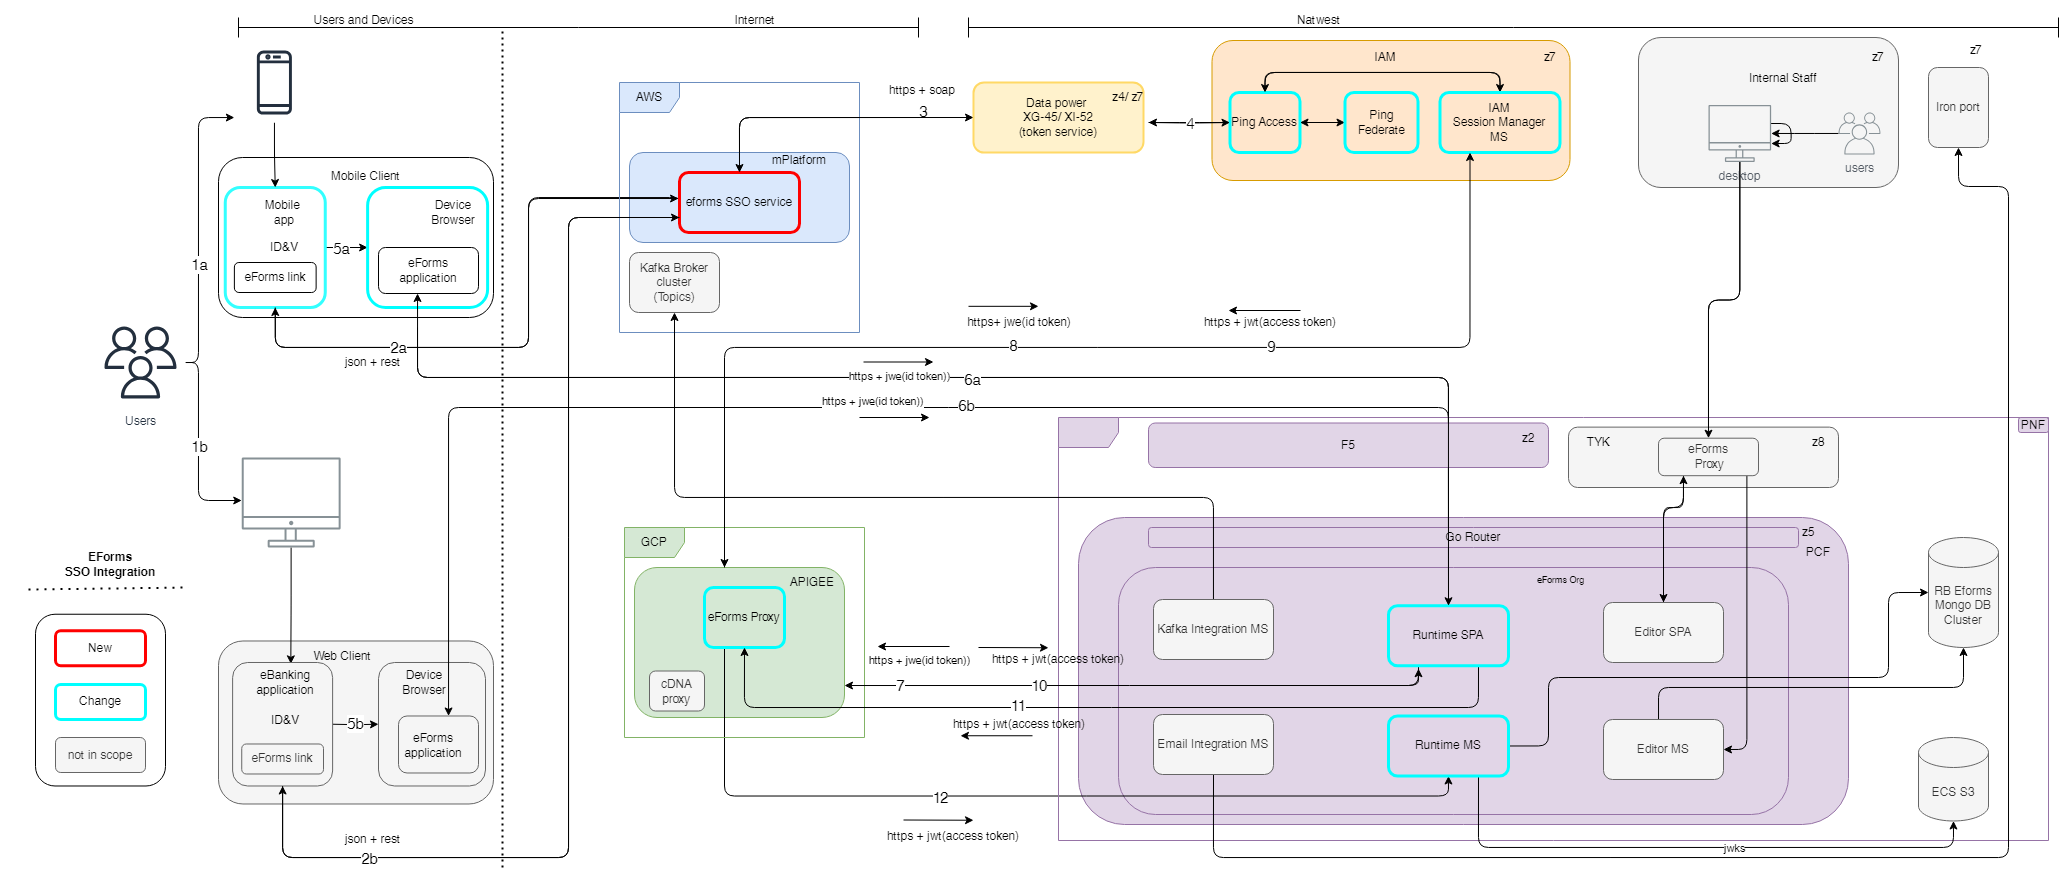 Users and Devices
Internet
Natwest
AWS
mPlatform
eforms SSO service
Kafka Broker
cluster
(Topics)
https + soap
3
Data power
XG-45/ XI-52
(token service)
z4/ z7
4
IAM
z7
Ping Access
Ping
Federate
IAM
Session Manager
MS
z7
Internal Staff
desktop
users
z7
Iron port
Mobile Client
Mobile
app
ID&V
eForms link
5a
Device
Browser
eForms
application
1a
2a
json + rest
Users
1b
https+ jwe(id token)
https + jwt(access token)
8
9
https + jwe(id token))
6a
https + jwe(id token))
6b
PNF
F5
z2
TYK
z8
eForms
Proxy
Go Router
z5
PCF
eForms Org
Kafka Integration MS
Runtime SPA
Editor SPA
Email Integration MS
Runtime MS
Editor MS
RB Eforms
Mongo DB
Cluster
ECS S3
GCP
APIGEE
eForms Proxy
cDNA
proxy
https + jwe(id token))
https + jwt(access token)
7
10
11
https + jwt(access token)
12
https + jwt(access token)
jwks
EForms
SSO Integration
New
Change
not in scope
Web Client
eBanking
application
ID&V
eForms link
5b
Device
Browser
eForms
application
json + rest
2b